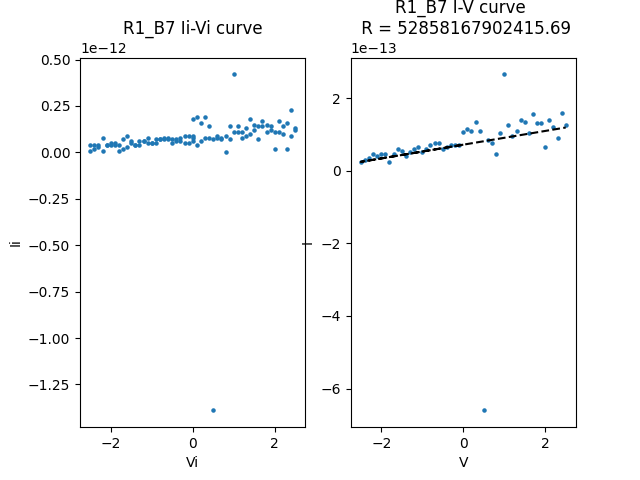 R1_B7 Ii-Vi curve
1e−12
0.50
0.25
0.00
−0.25
−0.50
−0.75
−1.00
−1.25
Ii
−2
0
2
Vi
R1_B7 I-V curve
R = 52858167902415.69
1e−13
2
0
−2
−4
−6
I
−2
0
2
V